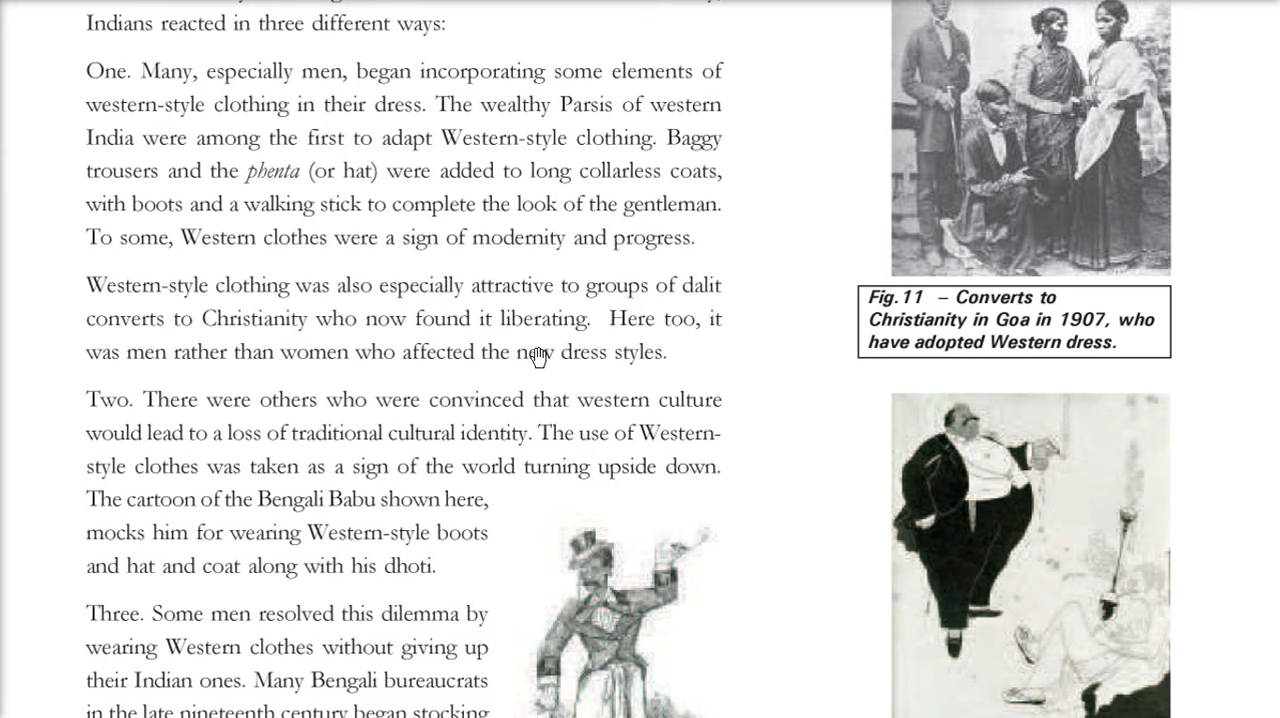 Indians reacted in three different ways:
One. Many, especially men, began incorporating some elements of
western-style clothing in their dress. The wealthy Parsis of western
India were among the first to adapt Western-style clothing. Baggy
trousers and the phenta (or hat) were added to long collarless coats,
with boots and a walking stick to complete the look of the gentleman.
To some, Western clothes were a sign of modernity and progress.
Western-style clothing was also especially attractive to groups of dalit
converts to Christianity who now found it liberating. Here too, it
was men rather than women who affected the new dress styles.
Two. There were others who were convinced that western culture
would lead to a loss of traditional cultural identity. The use of Western-
style clothes was taken as a sign of the world turning upside down.
The cartoon of the Bengali Babu shown here,
mocks him for wearing Western-style boots
and hat and coat along with his dhoti.
Three. Some men resolved this dilemma by
wearing Western clothes without giving up
their Indian ones. Many Bengali bureaucrats
in the late nineteenth century began stocking
Fig.11 – Converts to
Christianity in Goa in 1907, who
have adopted Western dress.